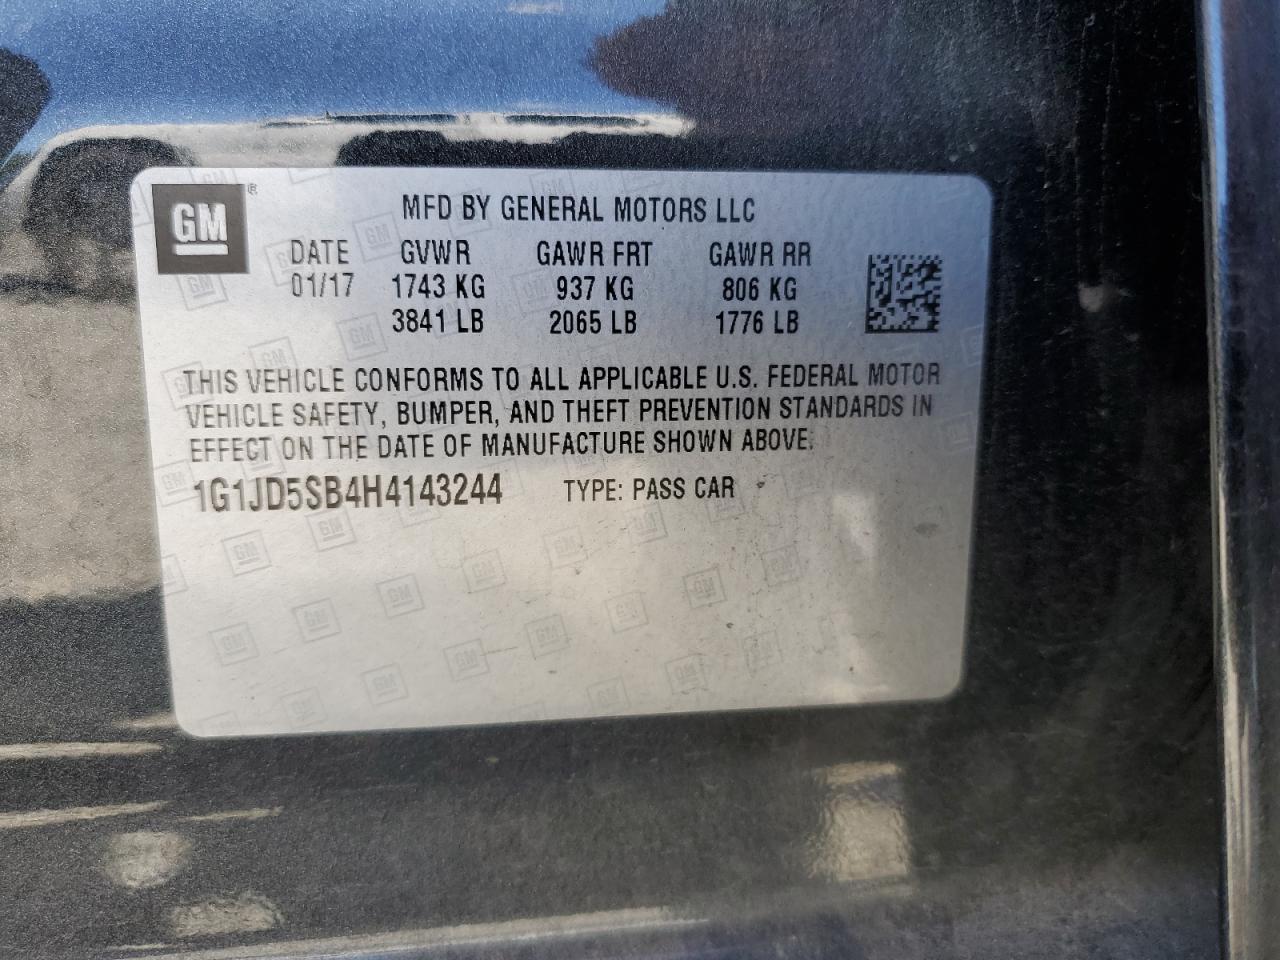 GM ®
MFD BY GENERAL MOTORS LLC
DATE GVWR GAWR FRT GAWR RR
01/17 1743 KG 937 KG 806 KG
3841 LB 2065 LB 1776 LB
THIS VEHICLE CONFORMS TO ALL APPLICABLE U.S. FEDERAL MOTOR
VEHICLE SAFETY, BUMPER, AND THEFT PREVENTION STANDARDS IN
EFFECT ON THE DATE OF MANUFACTURE SHOWN ABOVE.
1G1JD5SB4H4143244 TYPE: PASS CAR